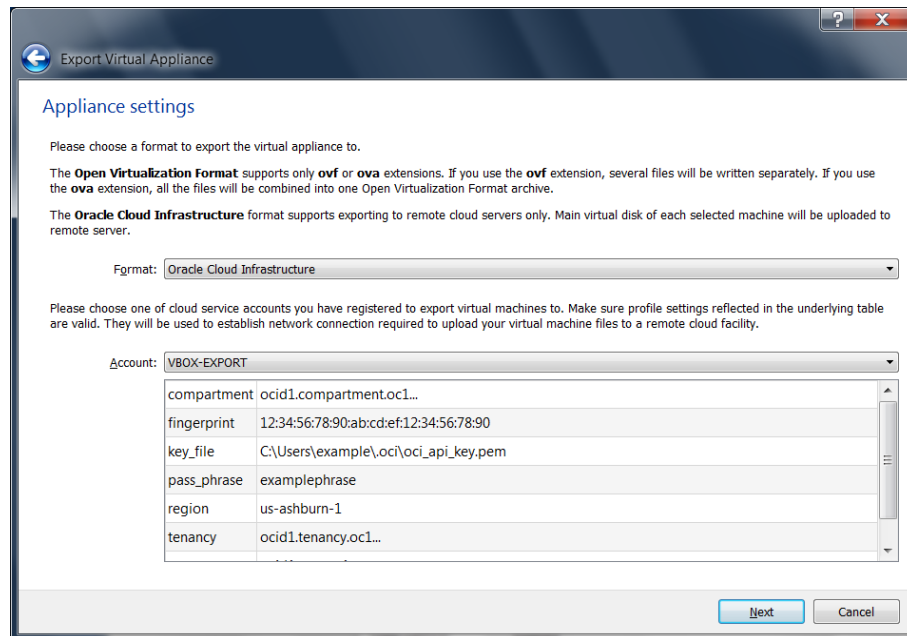 ?
X
Export Virtual Appliance
Appliance settings
Please choose a format to export the virtual appliance to.
The Open Virtualization Format supports only ovf or ova extensions. If you use the ovf extension, several files will be written separately. If you use
the ova extension, all the files will be combined into one Open Virtualization Format archive.
The Oracle Cloud Infrastructure format supports exporting to remote cloud servers only. Main virtual disk of each selected machine will be uploaded to
remote server.
Format: Oracle Cloud Infrastructure
Please choose one of cloud service accounts you have registered to export virtual machines to. Make sure profile settings reflected in the underlying table
are valid. They will be used to establish network connection required to upload your virtual machine files to a remote cloud facility.
Account: VBOX-EXPORT
compartment ocid1.compartment.oc1...
fingerprint 12:34:56:78:90:ab:cd:ef:12:34:56:78:90
key_file C:\Users\example\.oci\oci_api_key.pem
pass_phrase examplephrase
region us-ashburn-1
tenancy ocid1.tenancy.oc1...
Next Cancel